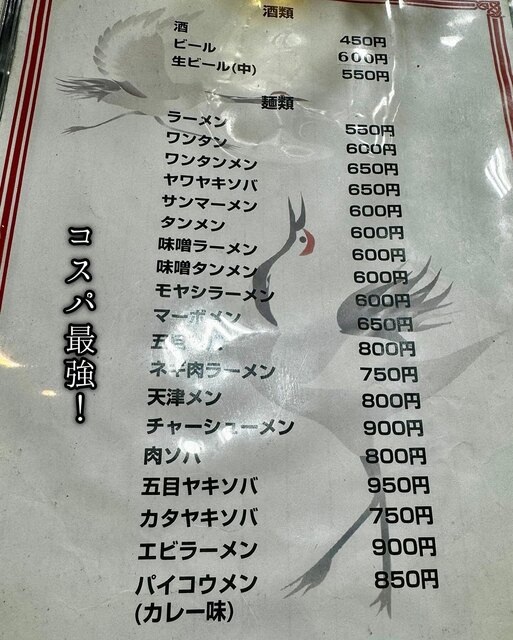 酒類
酒 450円
ビール 600円
生ビール(中) 550円
麺類
ラーメン 550円
ワンタン 600円
ワンタンメン 650円
ヤワヤキソバ 650円
サンマーメン 600円
タンメン 600円
味噌ラーメン 600円
味噌タンメン 600円
モヤシラーメン 600円
マーボメン 650円
五目 800円
ネギ肉ラーメン 750円
天津メン 800円
チャーシューメン 900円
肉ソバ 800円
五目ヤキソバ 950円
カタヤキソバ 750円
エビラーメン 900円
パイコウメン 850円
(カレー味)
コスパ最強！